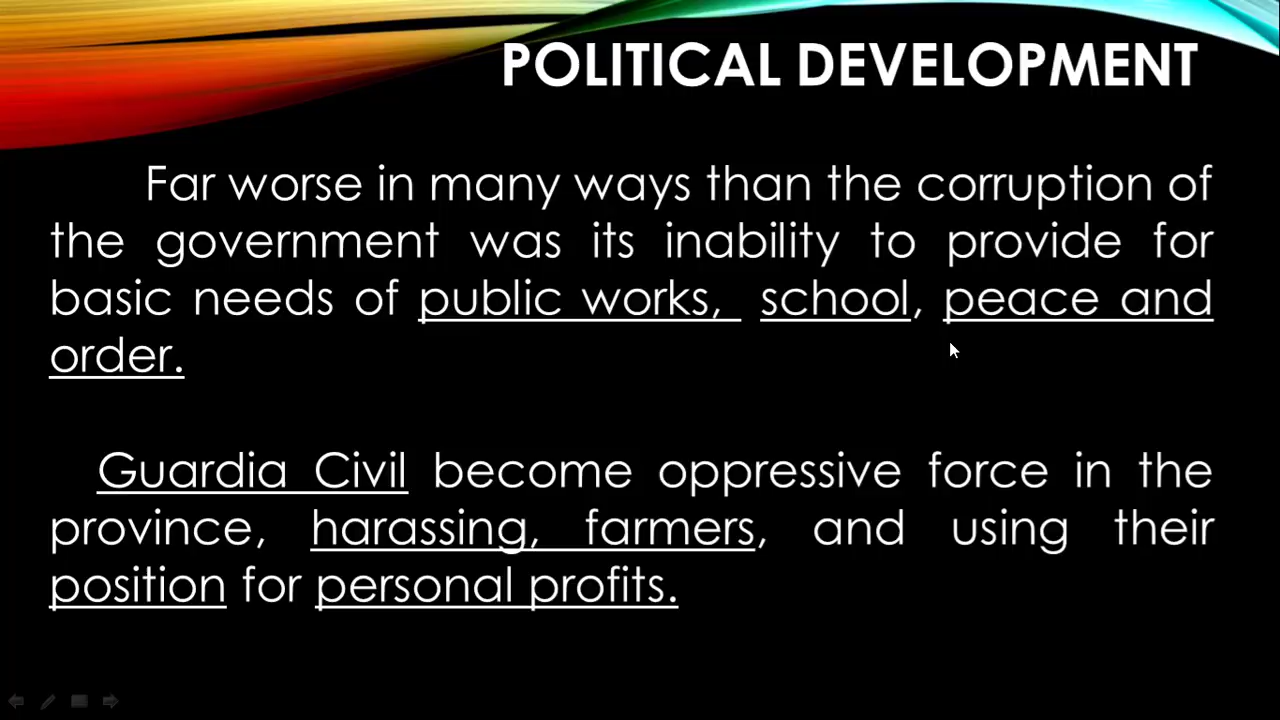 POLITICAL DEVELOPMENT
Far worse in many ways than the corruption of
the government was its inability to provide for
basic needs of public works, school, peace and
order.
Guardia Civil become oppressive force in the
province, harassing, farmers, and using their
position for personal profits.